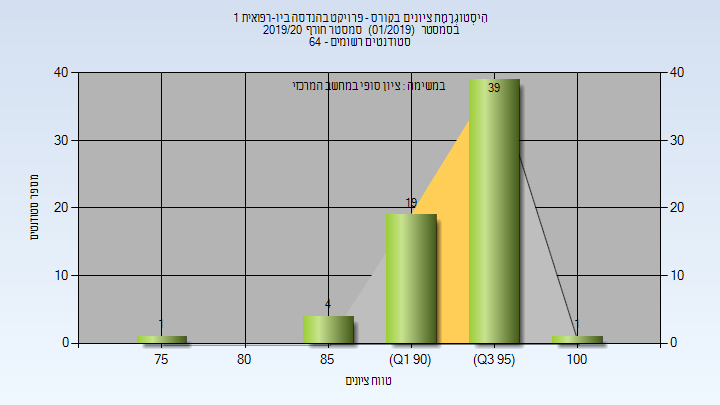 היסטוגרמת ציונים בקורס - פרויקט בהנדסה ביו-רפואית 1
בסמסטר (01/2019) סמסטר חורף 2019/20
סטודנטים רשומים - 64
במשימה : ציון סופי במחשב המרכזי
40 40
39
30 30
מספר סטודנטים
20 20
19
10 10
4
1 1
0 0
75 80 85 (Q1 90) (Q3 95) 100
טווח ציונים